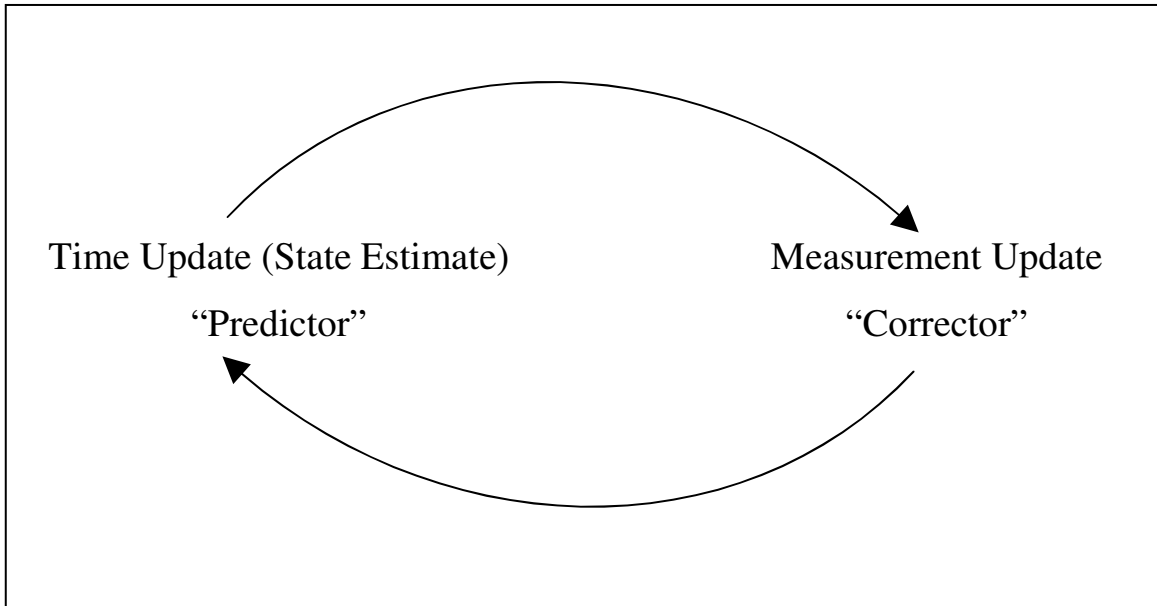 Time Update (State Estimate)
“Predictor”
Measurement Update
“Corrector”